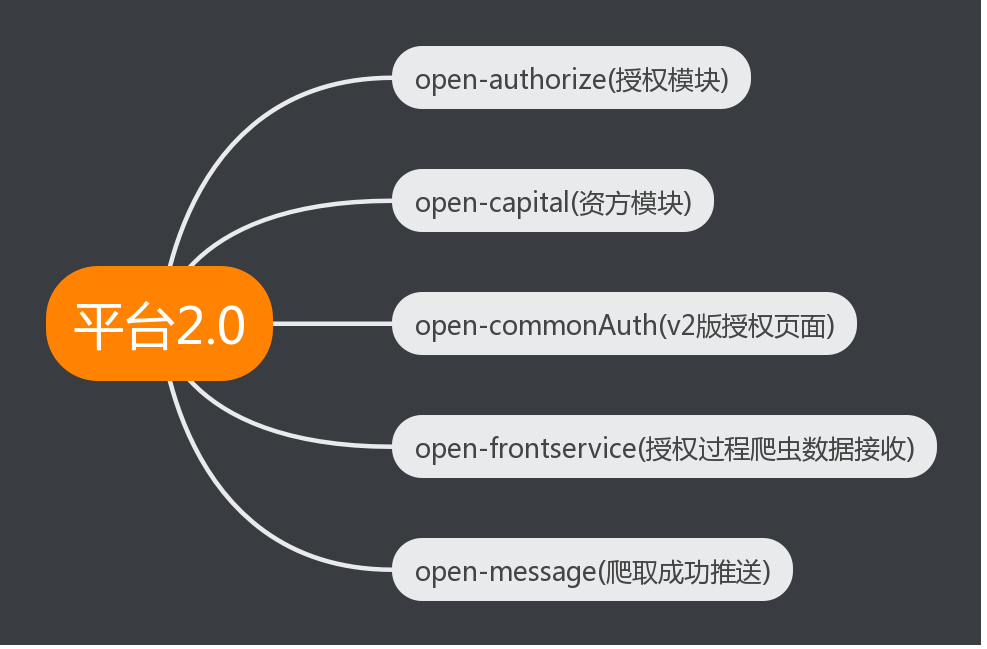 open-authorize(授权模块)
open-capital(资方模块)
平台2.0
open-commonAuth(v2版授权页面)
open-frontservice(授权过程爬虫数据接收)
open-message(爬取成功推送)